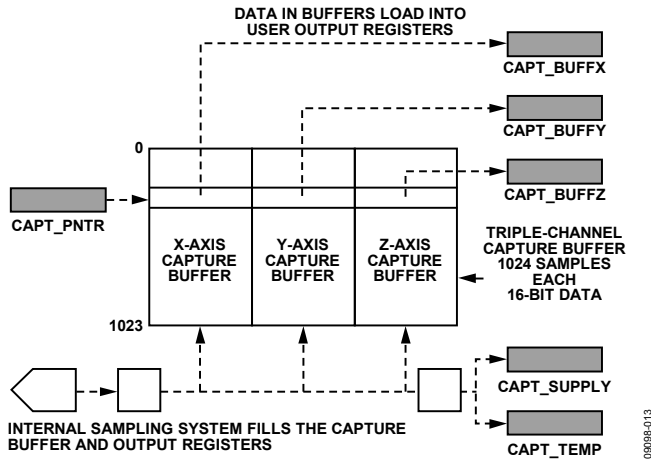 DATA IN BUFFERS LOAD INTO
USER OUTPUT REGISTERS
CAPT_BUFFX
CAPT_BUFFY
0
CAPT_BUFFZ
CAPT_PNTR
X-AXIS
CAPTURE
BUFFER
Y-AXIS
CAPTURE
BUFFER
Z-AXIS
CAPTURE
BUFFER
TRIPLE-CHANNEL
CAPTURE BUFFER
1024 SAMPLES
EACH
16-BIT DATA
1023
CAPT_SUPPLY
INTERNAL SAMPLING SYSTEM FILLS THE CAPTURE
BUFFER AND OUTPUT REGISTERS
CAPT_TEMP
09098-013